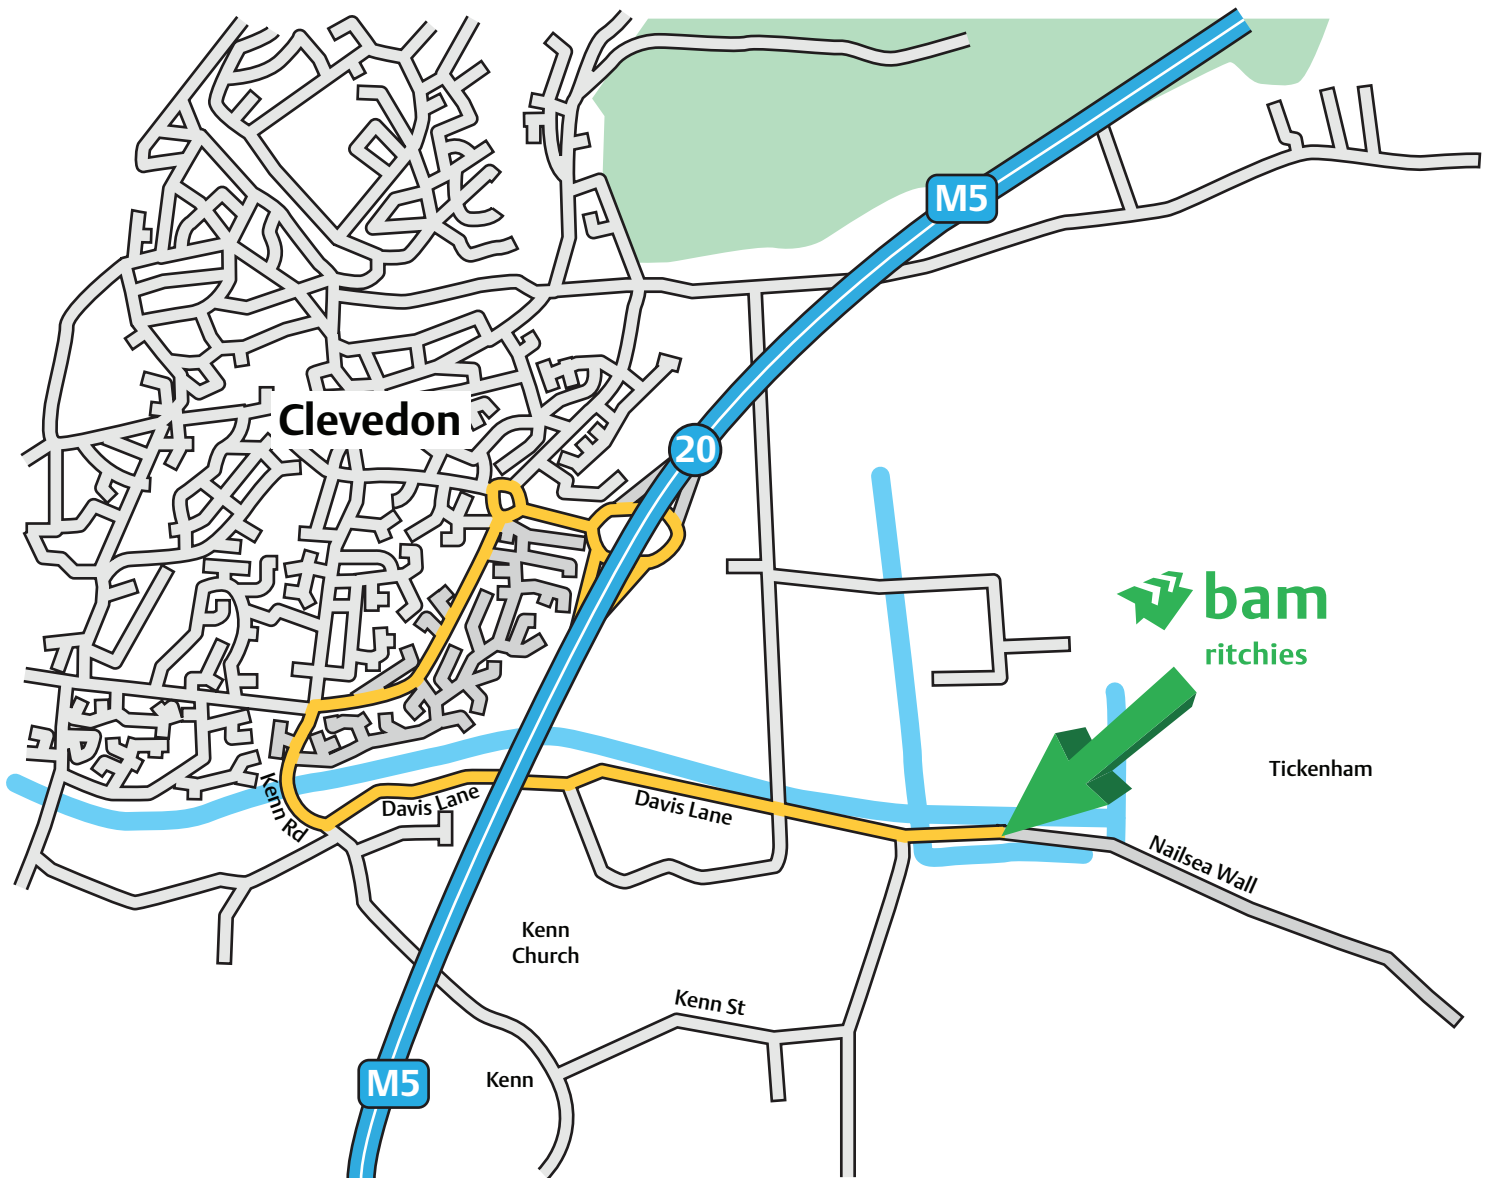 M5
Clevedon
20
bam
ritchies
Tickenham
Kenn Rd
Davis Lane
Davis Lane
Nailsea Wall
Kenn
Church
Kenn St
Kenn
M5